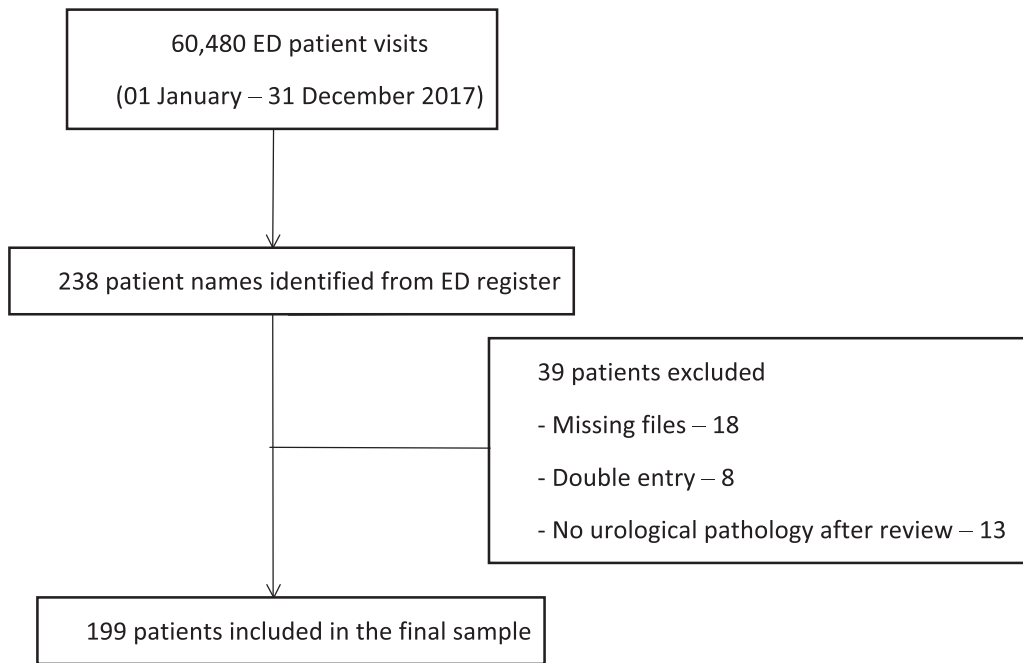 60,480 ED patient visits
(01 January – 31 December 2017)
238 patient names identified from ED register
39 patients excluded
- Missing files – 18
- Double entry – 8
- No urological pathology after review – 13
199 patients included in the final sample